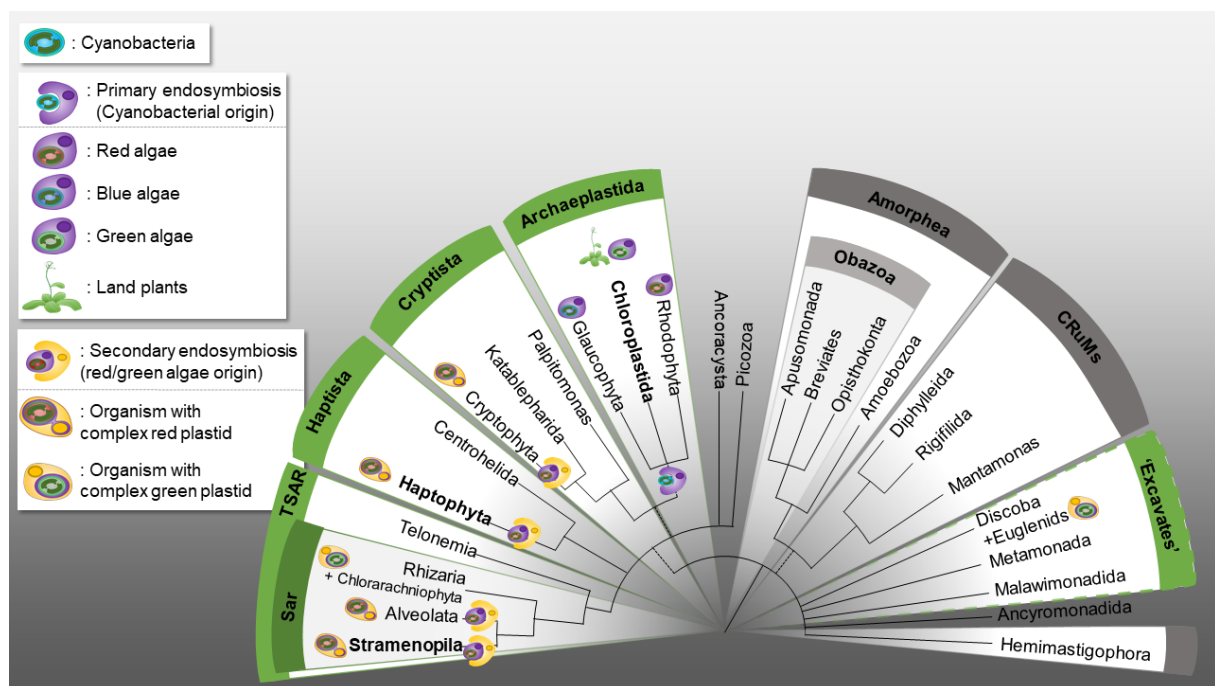 : Cyanobacteria
: Primary endosymbiosis
(Cyanobacterial origin)
: Red algae
: Blue algae
: Green algae
: Land plants
: Secondary endosymbiosis
(red/green algae origin)
: Organism with
complex red plastid
: Organism with
complex green plastid
TSAR
Sar
Stramenopila
Alveolata
Rhizaria
+ Chlorarachniophyta
Telonemia
Haptista
Haptophyta
Centrohelida
Cryptista
Cryptophyta
Katablepharida
Palpitomonas
Archaeplastida
Glaucophyta
Chloroplastida
Rhodophyta
Ancoracysta
Picozoa
Amorphea
Obazoa
Apusomonada
Breviates
Opisthokonta
Amoebozoa
CRuMs
Diphylleida
Rigifilida
Mantamonas
'Excavates'
Discoba
+Euglenids
Metamonada
Malawimonadida
Ancyromonadida
Hemimastigophora